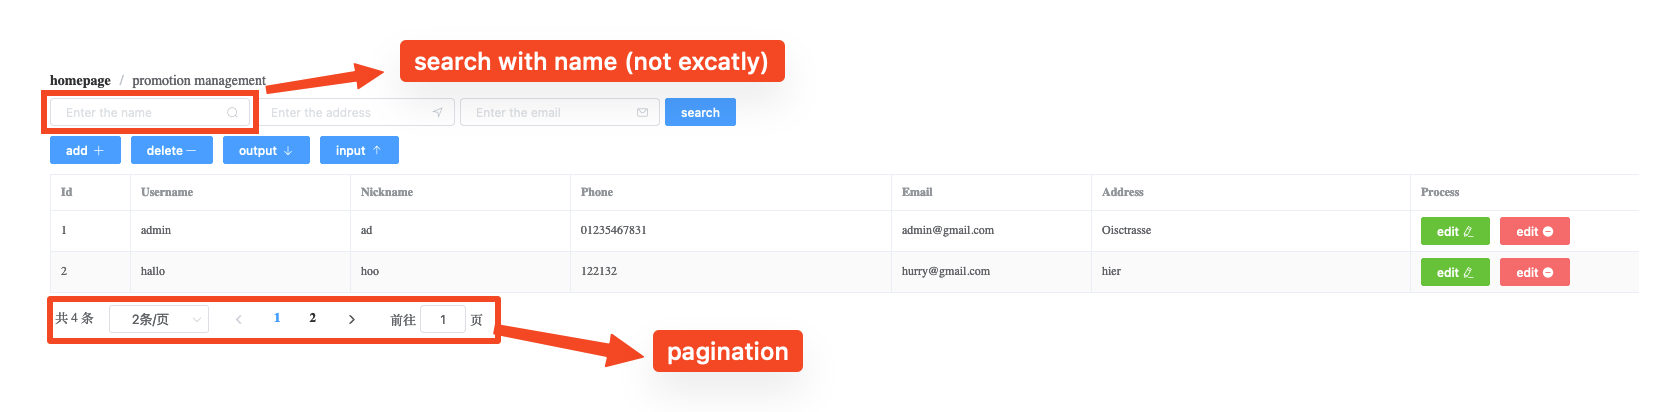 search with name (not excatly)
homepage / promotion management
Enter the name Enter the address Enter the email search
add delete output input
Id Username Nickname Phone Email Address Process
1 admin ad 01235467831 admin@gmail.com Oisctrasse edit edit
2 hallo hoo 122132 hurry@gmail.com hier edit edit
共 4 条 2条/页 1 2 前往 1 页
pagination